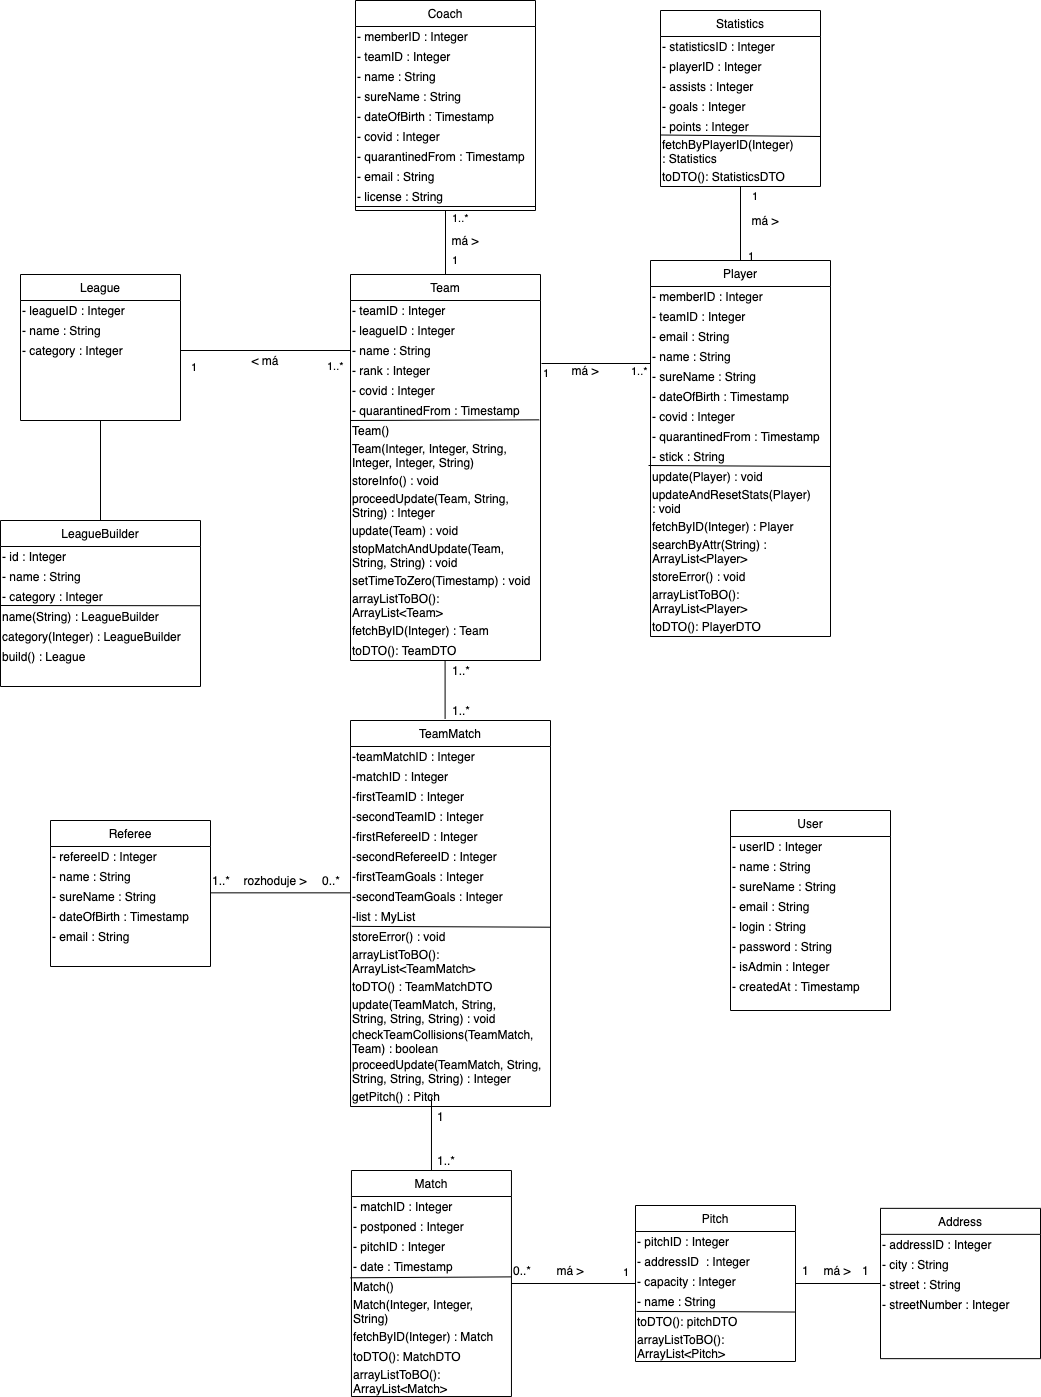 Coach
- memberID : Integer
- teamID : Integer
- name : String
- sureName : String
- dateOfBirth : Timestamp
- covid : Integer
- quarantinedFrom : Timestamp
- email : String
- license : String
Statistics
- statisticsID : Integer
- playerID : Integer
- assists : Integer
- goals : Integer
- points : Integer
fetchByPlayerID(Integer)
: Statistics
toDTO(): StatisticsDTO
1..*
má >
1
1
má >
1
League
- leagueID : Integer
- name : String
- category : Integer
1
< má
1..*
Team
- teamID : Integer
- leagueID : Integer
- name : String
- rank : Integer
- covid : Integer
- quarantinedFrom : Timestamp
Team()
Team(Integer, Integer, String,
Integer, Integer, String)
storeInfo() : void
proceedUpdate(Team, String,
String) : Integer
update(Team) : void
stopMatchAndUpdate(Team,
String, String) : void
setTimeToZero(Timestamp) : void
arrayListToBO():
ArrayList<Team>
fetchByID(Integer) : Team
toDTO(): TeamDTO
1
má >
1..*
Player
- memberID : Integer
- teamID : Integer
- email : String
- name : String
- sureName : String
- dateOfBirth : Timestamp
- covid : Integer
- quarantinedFrom : Timestamp
- stick : String
update(Player) : void
updateAndResetStats(Player)
: void
fetchByID(Integer) : Player
searchByAttr(String) :
ArrayList<Player>
storeError() : void
arrayListToBO():
ArrayList<Player>
toDTO(): PlayerDTO
LeagueBuilder
- id : Integer
- name : String
- category : Integer
name(String) : LeagueBuilder
category(Integer) : LeagueBuilder
build() : League
1..*
1..*
TeamMatch
-teamMatchID : Integer
-matchID : Integer
-firstTeamID : Integer
-secondTeamID : Integer
-firstRefereeID : Integer
-secondRefereeID : Integer
-firstTeamGoals : Integer
-secondTeamGoals : Integer
-list : MyList
storeError() : void
arrayListToBO():
ArrayList<TeamMatch>
toDTO() : TeamMatchDTO
update(TeamMatch, String,
String, String, String) : void
checkTeamCollisions(TeamMatch,
Team) : boolean
proceedUpdate(TeamMatch, String,
String, String, String) : Integer
getPitch() : Pitch
Referee
- refereeID : Integer
- name : String
- sureName : String
- dateOfBirth : Timestamp
- email : String
1..*
rozhoduje >
0..*
User
- userID : Integer
- name : String
- sureName : String
- email : String
- login : String
- password : String
- isAdmin : Integer
- createdAt : Timestamp
1
1..*
Match
- matchID : Integer
- postponed : Integer
- pitchID : Integer
- date : Timestamp
Match()
Match(Integer, Integer,
String)
fetchByID(Integer) : Match
toDTO(): MatchDTO
arrayListToBO():
ArrayList<Match>
0..*
má >
1
Pitch
- pitchID : Integer
- addressID : Integer
- capacity : Integer
- name : String
toDTO(): pitchDTO
arrayListToBO():
ArrayList<Pitch>
1
má >
1
Address
- addressID : Integer
- city : String
- street : String
- streetNumber : Integer